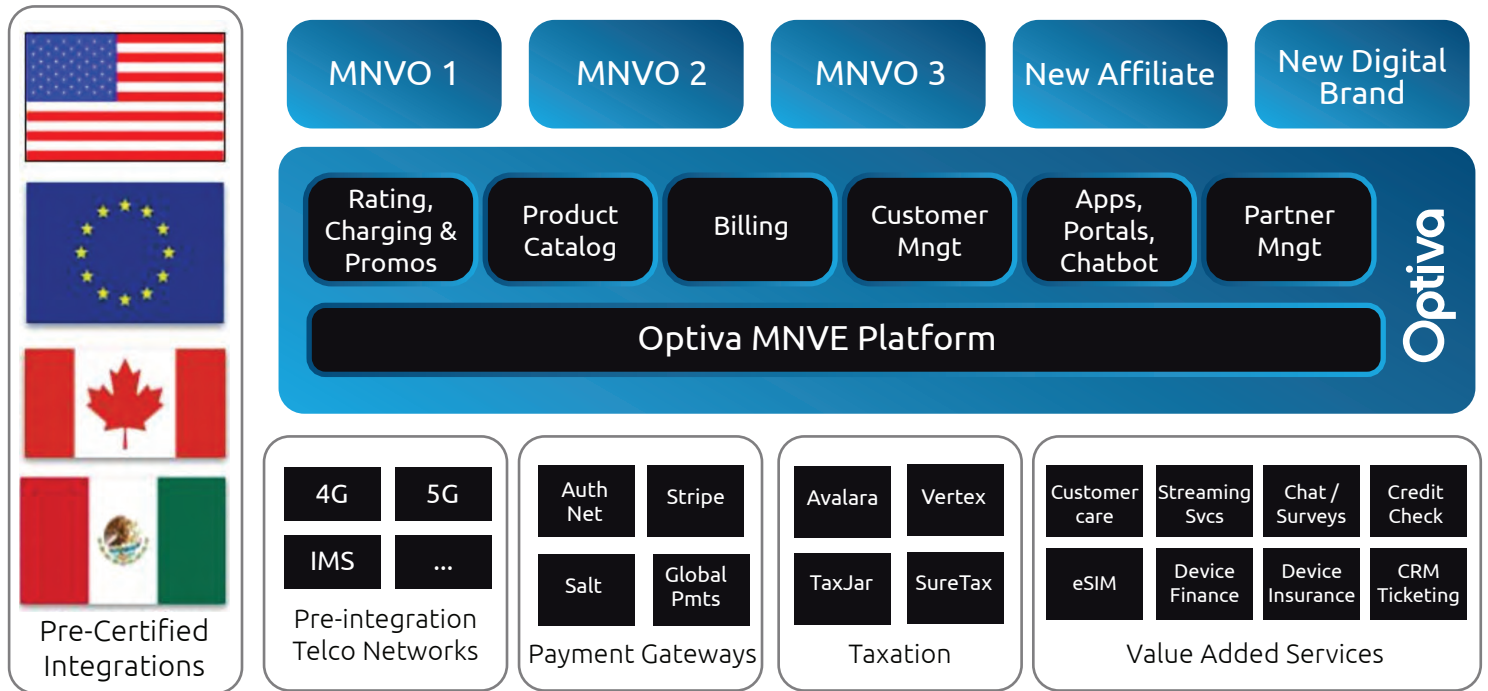 MNVO 1
MNVO 2
MNVO 3
New Affiliate
New Digital
Brand
Rating,
Charging &
Promos
Product
Catalog
Billing
Customer
Mngt
Apps,
Portals,
Chatbot
Partner
Mngt
Optiva MNVE Platform
Optiva
Pre-Certified
Integrations
4G
5G
IMS
...
Pre-integration
Telco Networks
Auth
Net
Stripe
Salt
Global
Pmts
Payment Gateways
Avalara
Vertex
TaxJar
SureTax
Taxation
Customer
care
Streaming
Svcs
Chat /
Surveys
Credit
Check
eSIM
Device
Finance
Device
Insurance
CRM
Ticketing
Value Added Services